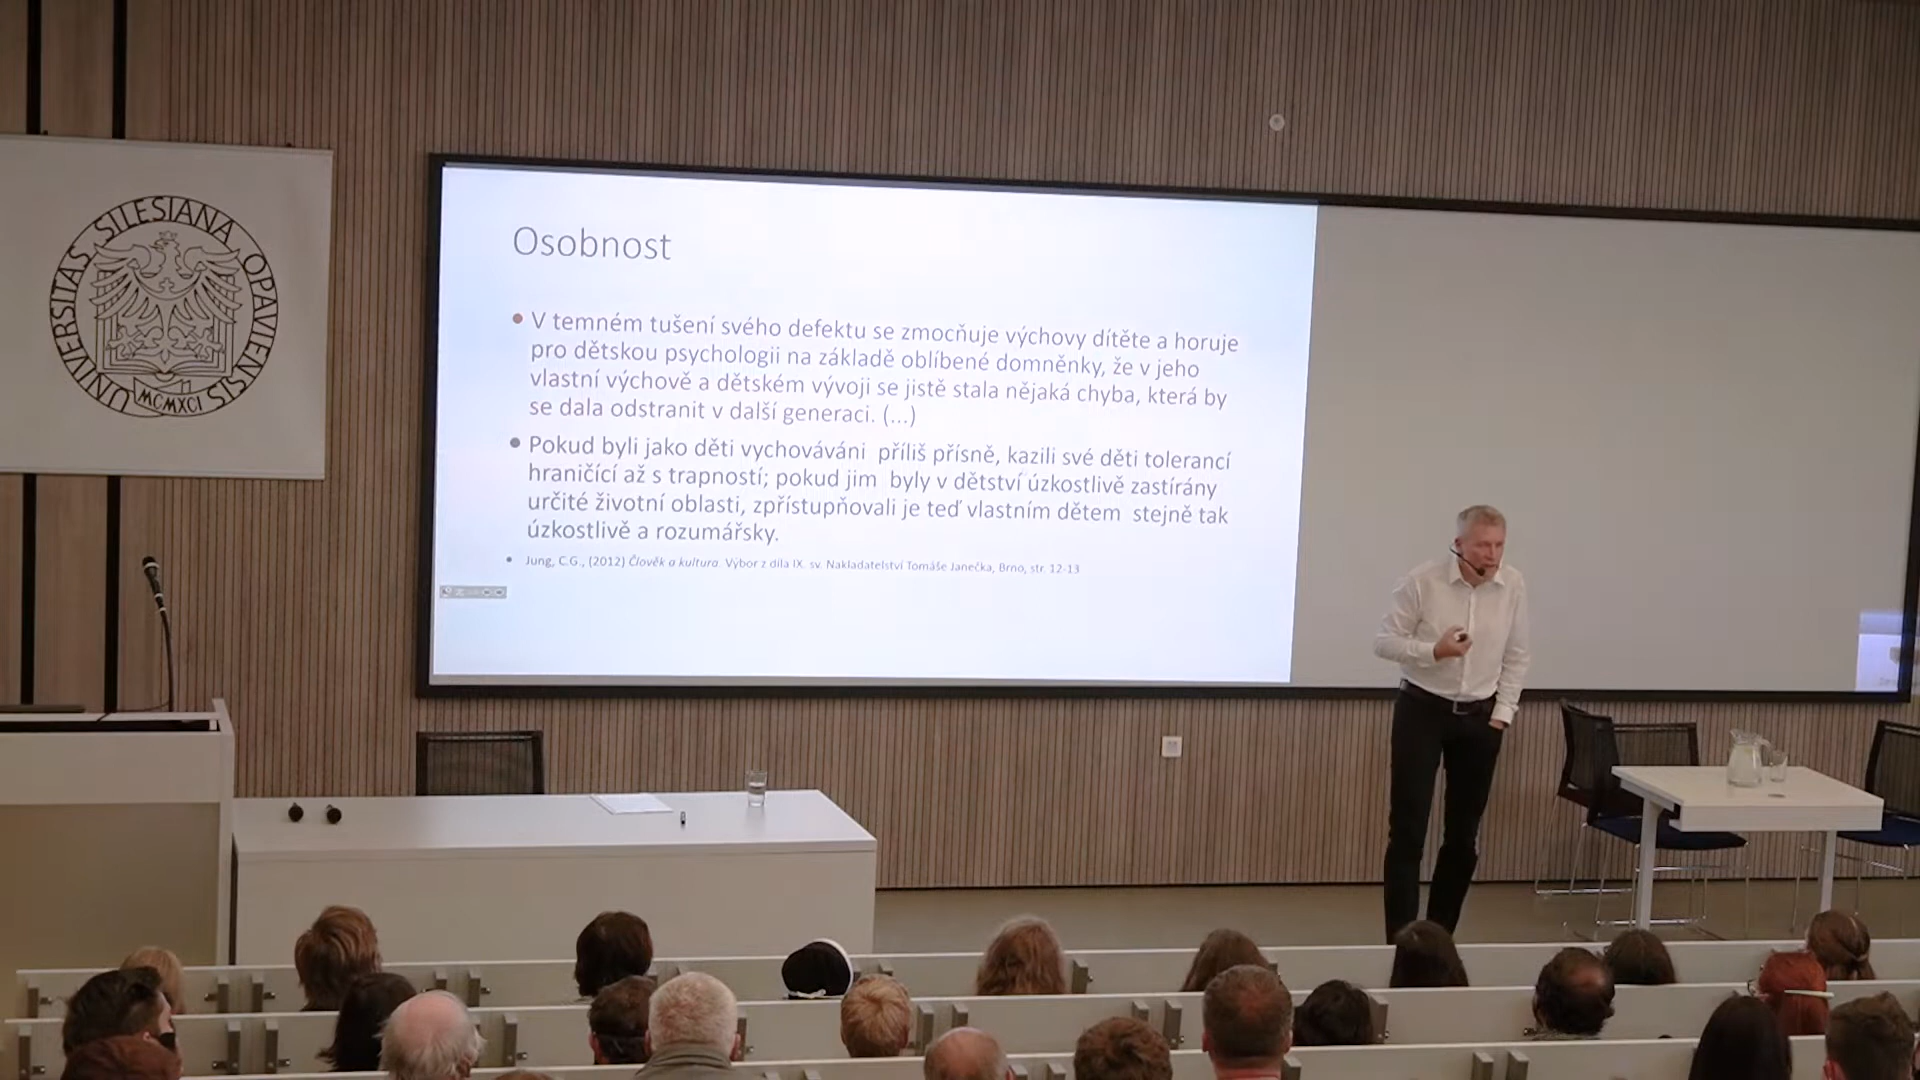 UNIVERSITAS SILESIANA OPAVIENSIS
MCMXCI
Osobnost
• V temném tušení svého defektu se zmocňuje výchovy dítěte a horuje
pro dětskou psychologii na základě oblíbené domněnky, že v jeho
vlastní výchově a dětském vývoji se jistě stala nějaká chyba, která by
se dala odstranit v další generaci. (...)
• Pokud byli jako děti vychováváni příliš přísně, kazili své děti tolerancí
hraničící až s trapností; pokud jim byly v dětství úzkostlivě zastírány
určité životní oblasti, zpřístupňovali je teď vlastním dětem stejně tak
úzkostlivě a rozumářsky.
• Jung, C.G., (2012) Člověk a kultura. Výbor z díla IX. sv. Nakladatelství Tomáše Janečka, Brno, str. 12-13